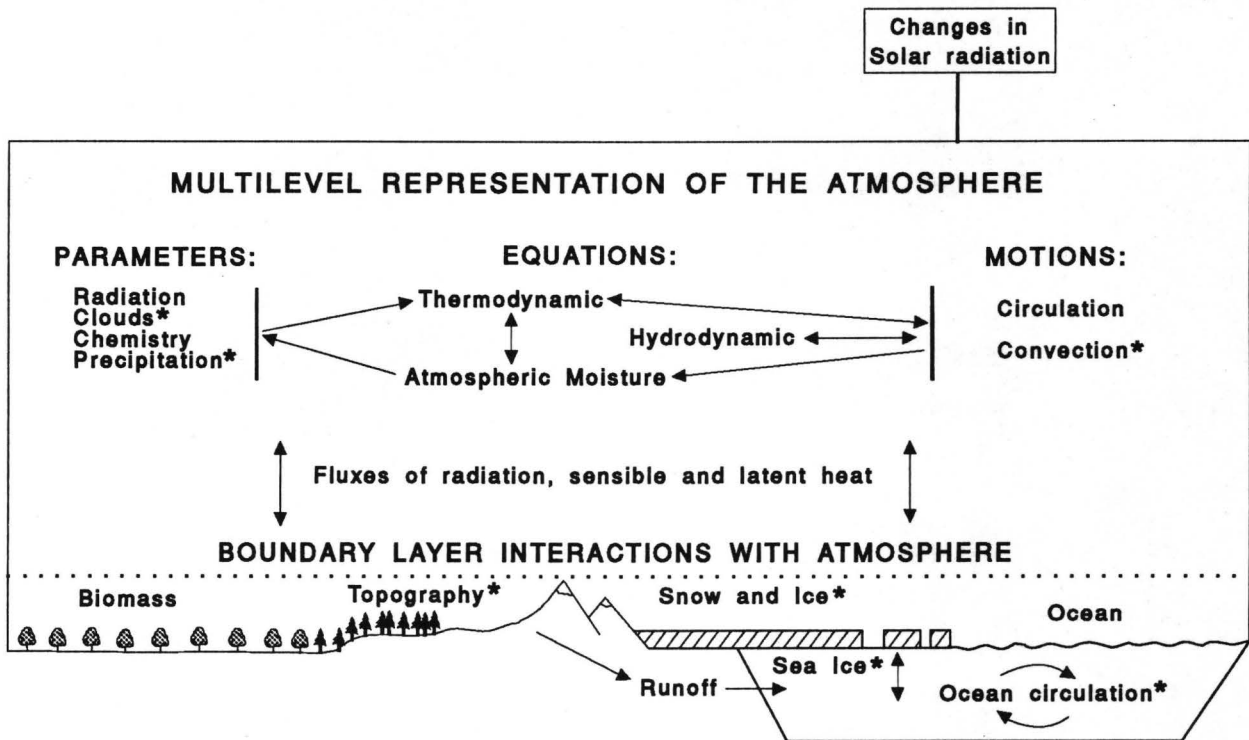 Changes in
Solar radiation
MULTILEVEL REPRESENTATION OF THE ATMOSPHERE
PARAMETERS:
Radiation
Clouds*
Chemistry
Precipitation*
EQUATIONS:
Thermodynamic
Hydrodynamic
Atmospheric Moisture
MOTIONS:
Circulation
Convection*
Fluxes of radiation, sensible and latent heat
BOUNDARY LAYER INTERACTIONS WITH ATMOSPHERE
Biomass
Topography*
Snow and Ice*
Ocean
Sea Ice*
Runoff
Ocean circulation*